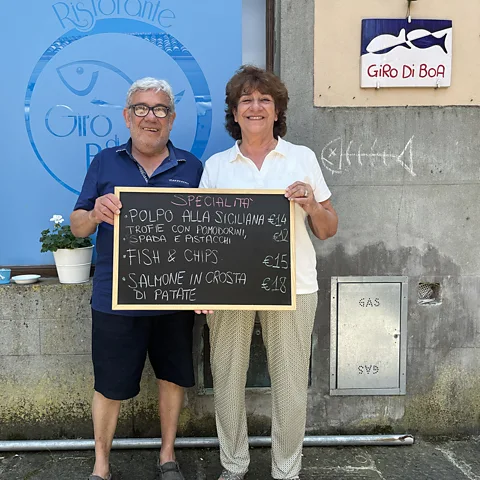 Ristorante
Giro di
B
GiRO Di BOA
SPECIALITA'
• POLPO ALLA SICILIANA €14
TROFIE CON POMODORINI,
• SPADA E PISTACCHI €12
• FISH & CHIPS €15
• SALMONE IN CROSTA
DI PATATE €18
GAS
GAS